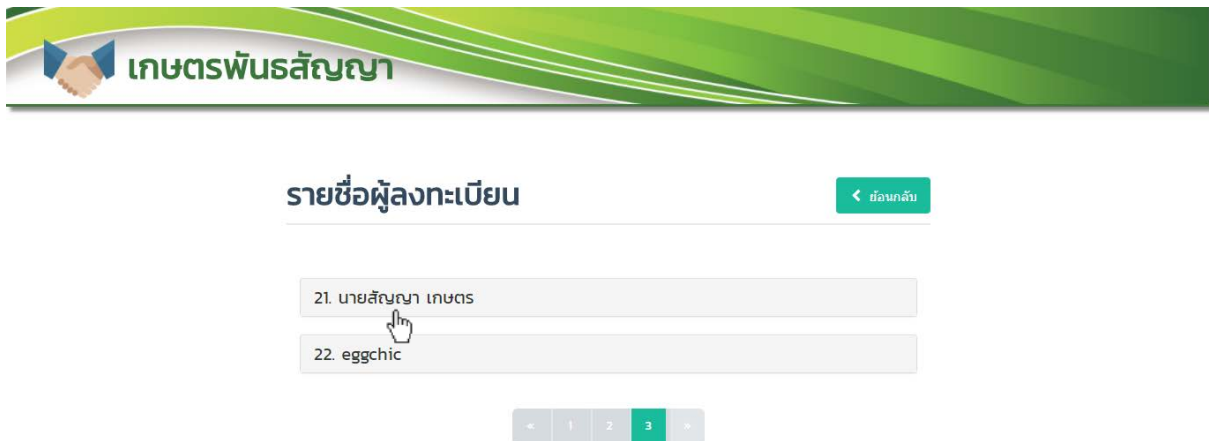 เกษตรพันธสัญญา
รายชื่อผู้ลงทะเบียน
ย้อนกลับ
21. นายสัญญา เกษตร
22. eggchic
« 1 2 3 »